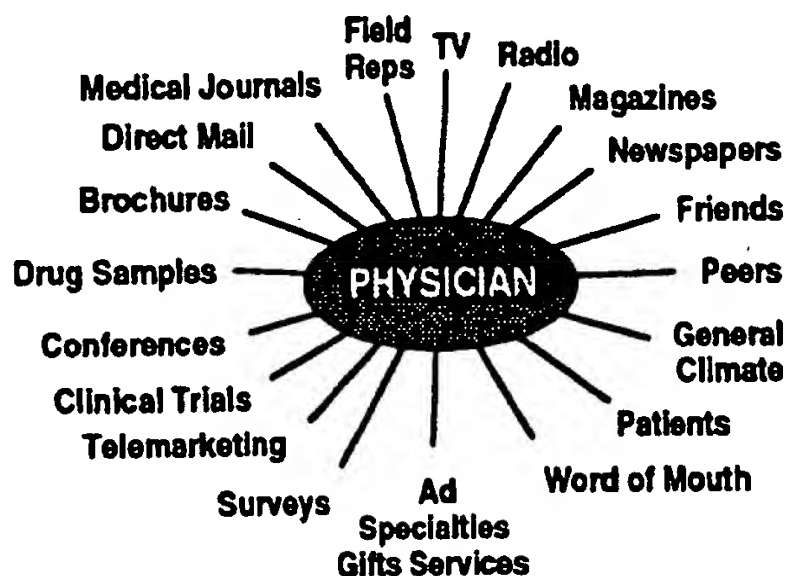 Field
Reps
TV
Radio
Medical Journals
Magazines
Direct Mail
Newspapers
Brochures
Friends
Drug Samples
PHYSICIAN
Peers
Conferences
General
Climate
Clinical Trials
Patients
Telemarketing
Word of Mouth
Surveys
Ad
Specialties
Gifts Services